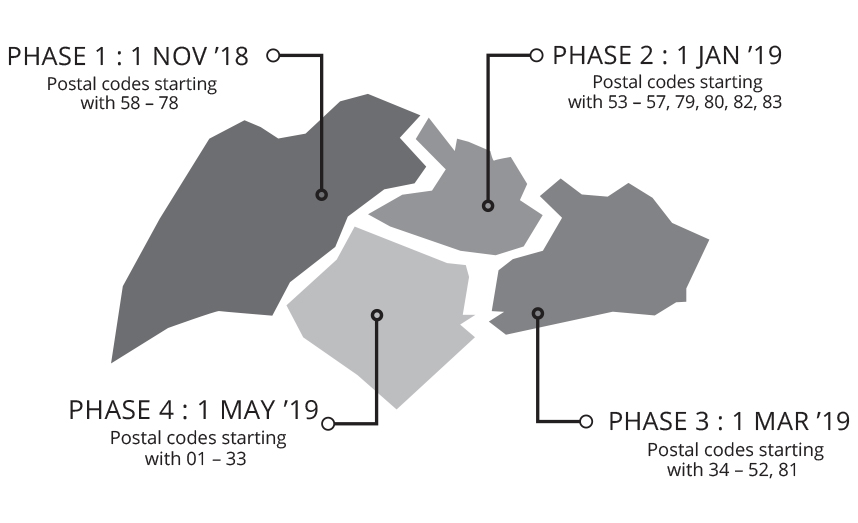 PHASE 1 : 1 NOV ’18
Postal codes starting
with 58 – 78
PHASE 2 : 1 JAN ’19
Postal codes starting
with 53 – 57, 79, 80, 82, 83
PHASE 4 : 1 MAY ’19
Postal codes starting
with 01 – 33
PHASE 3 : 1 MAR ’19
Postal codes starting
with 34 – 52, 81